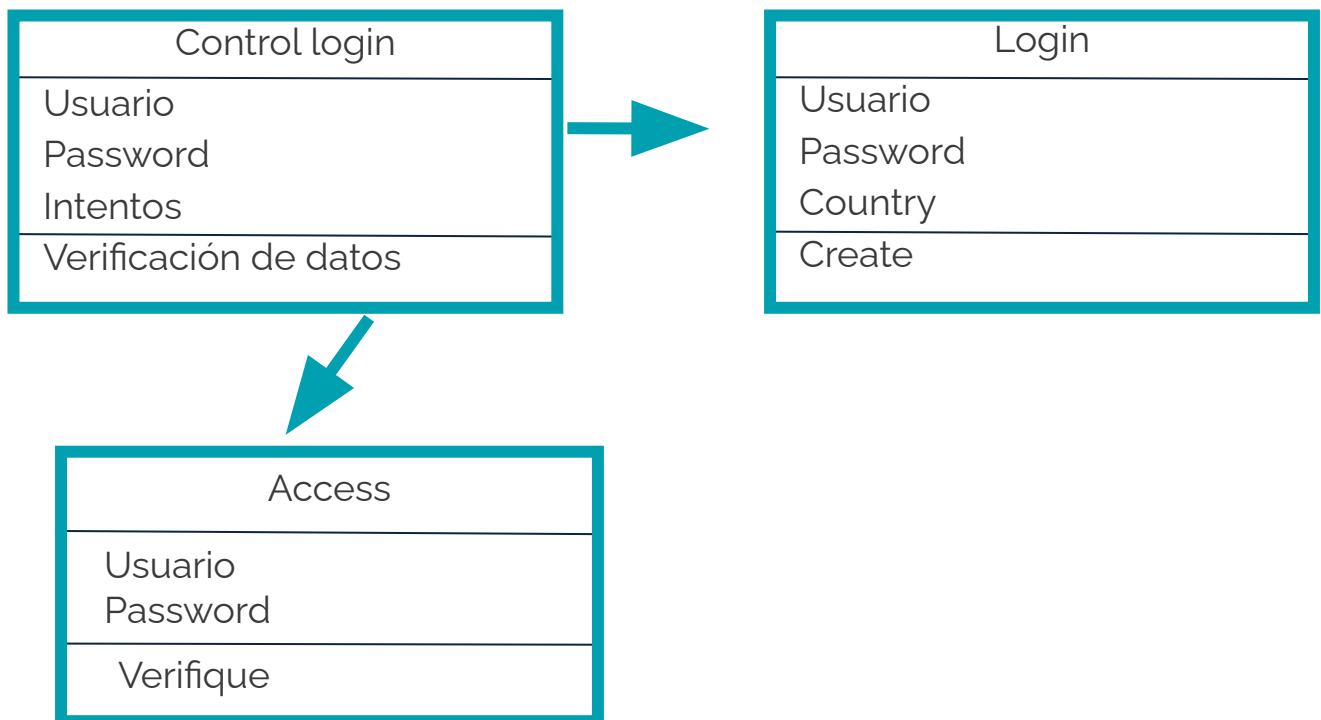 Control login
Usuario
Password
Intentos
Verificación de datos
Login
Usuario
Password
Country
Create
Access
Usuario
Password
Verifique